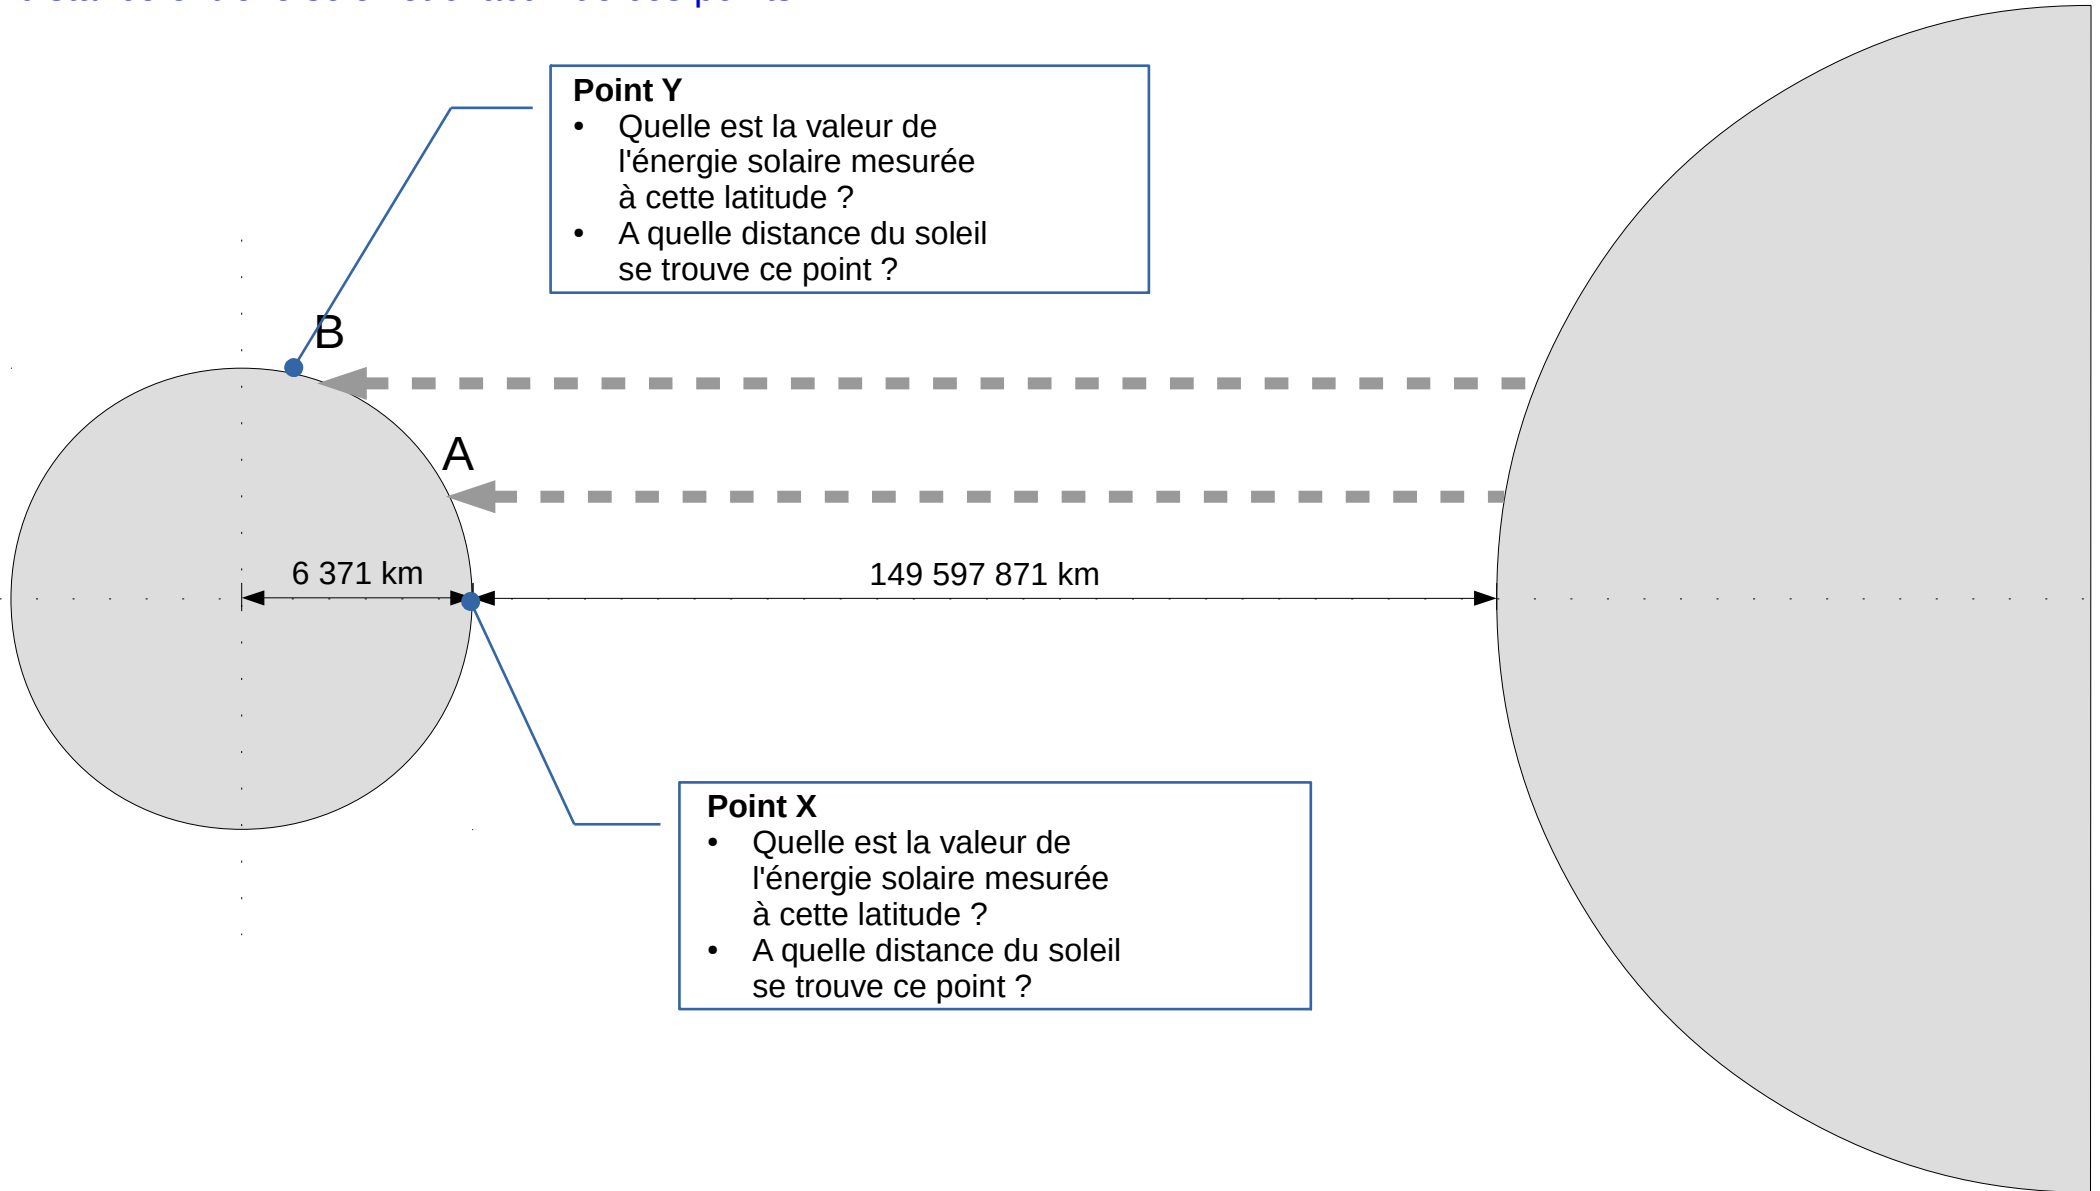 Point Y
• Quelle est la valeur de
l'énergie solaire mesurée
à cette latitude ?
• A quelle distance du soleil
se trouve ce point ?
B
A
6 371 km
149 597 871 km
Point X
• Quelle est la valeur de
l'énergie solaire mesurée
à cette latitude ?
• A quelle distance du soleil
se trouve ce point ?